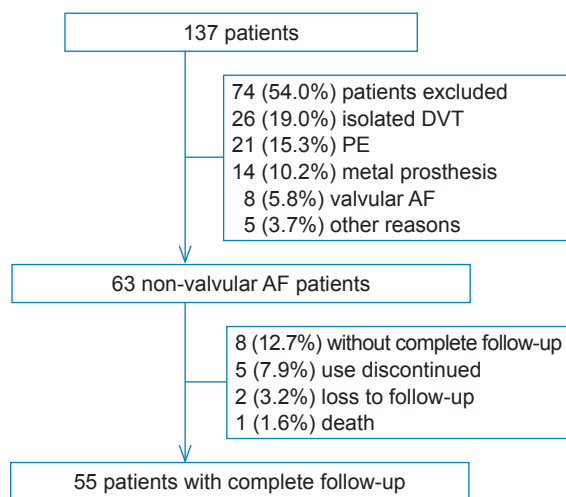 137 patients
74 (54.0%) patients excluded
26 (19.0%) isolated DVT
21 (15.3%) PE
14 (10.2%) metal prosthesis
8 (5.8%) valvular AF
5 (3.7%) other reasons
63 non-valvular AF patients
8 (12.7%) without complete follow-up
5 (7.9%) use discontinued
2 (3.2%) loss to follow-up
1 (1.6%) death
55 patients with complete follow-up